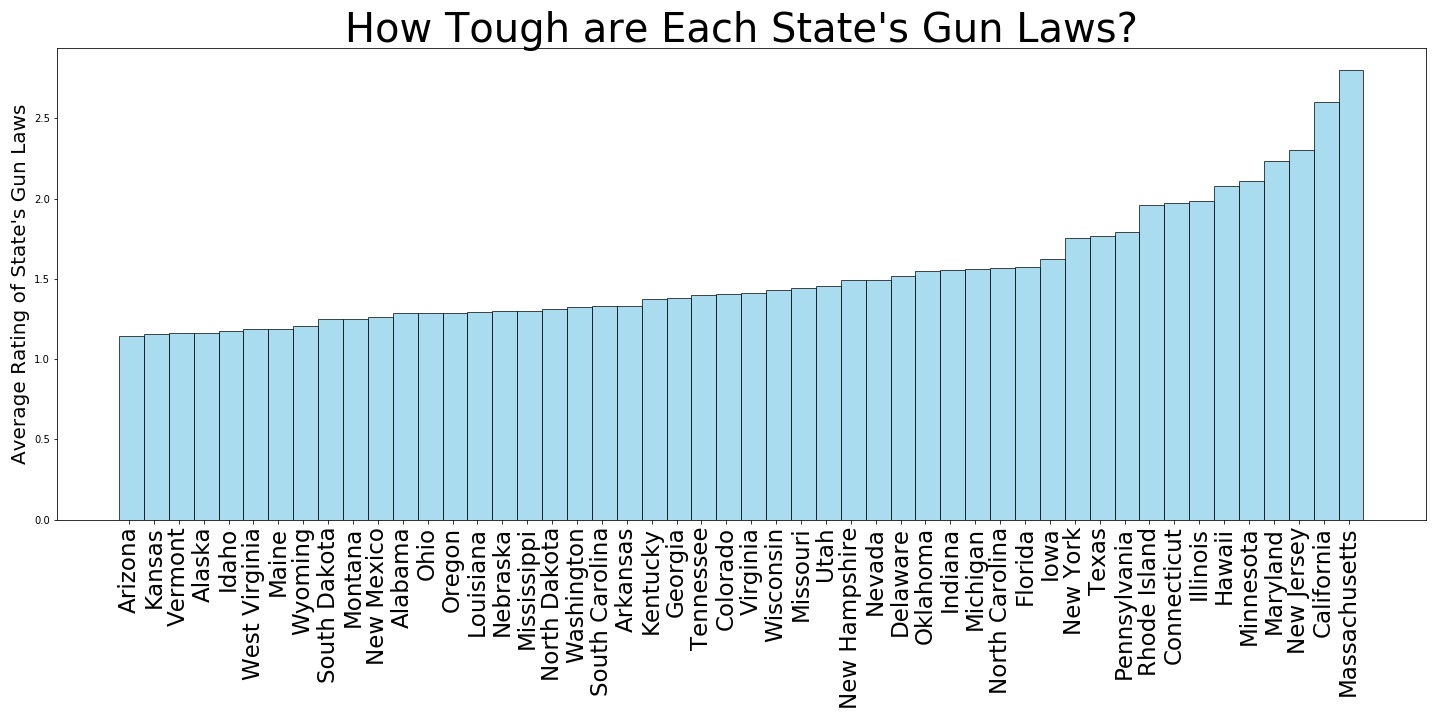 How Tough are Each State's Gun Laws?
Average Rating of State's Gun Laws
2.5
2.0
1.5
1.0
0.5
0.0
Arizona
Kansas
Vermont
Alaska
Idaho
West Virginia
Maine
Wyoming
South Dakota
Montana
New Mexico
Alabama
Ohio
Oregon
Louisiana
Nebraska
Mississippi
North Dakota
Washington
South Carolina
Arkansas
Kentucky
Georgia
Tennessee
Colorado
Virginia
Wisconsin
Missouri
Utah
New Hampshire
Nevada
Delaware
Oklahoma
Indiana
Michigan
North Carolina
Florida
Iowa
New York
Texas
Pennsylvania
Rhode Island
Connecticut
Illinois
Hawaii
Minnesota
Maryland
New Jersey
California
Massachusetts